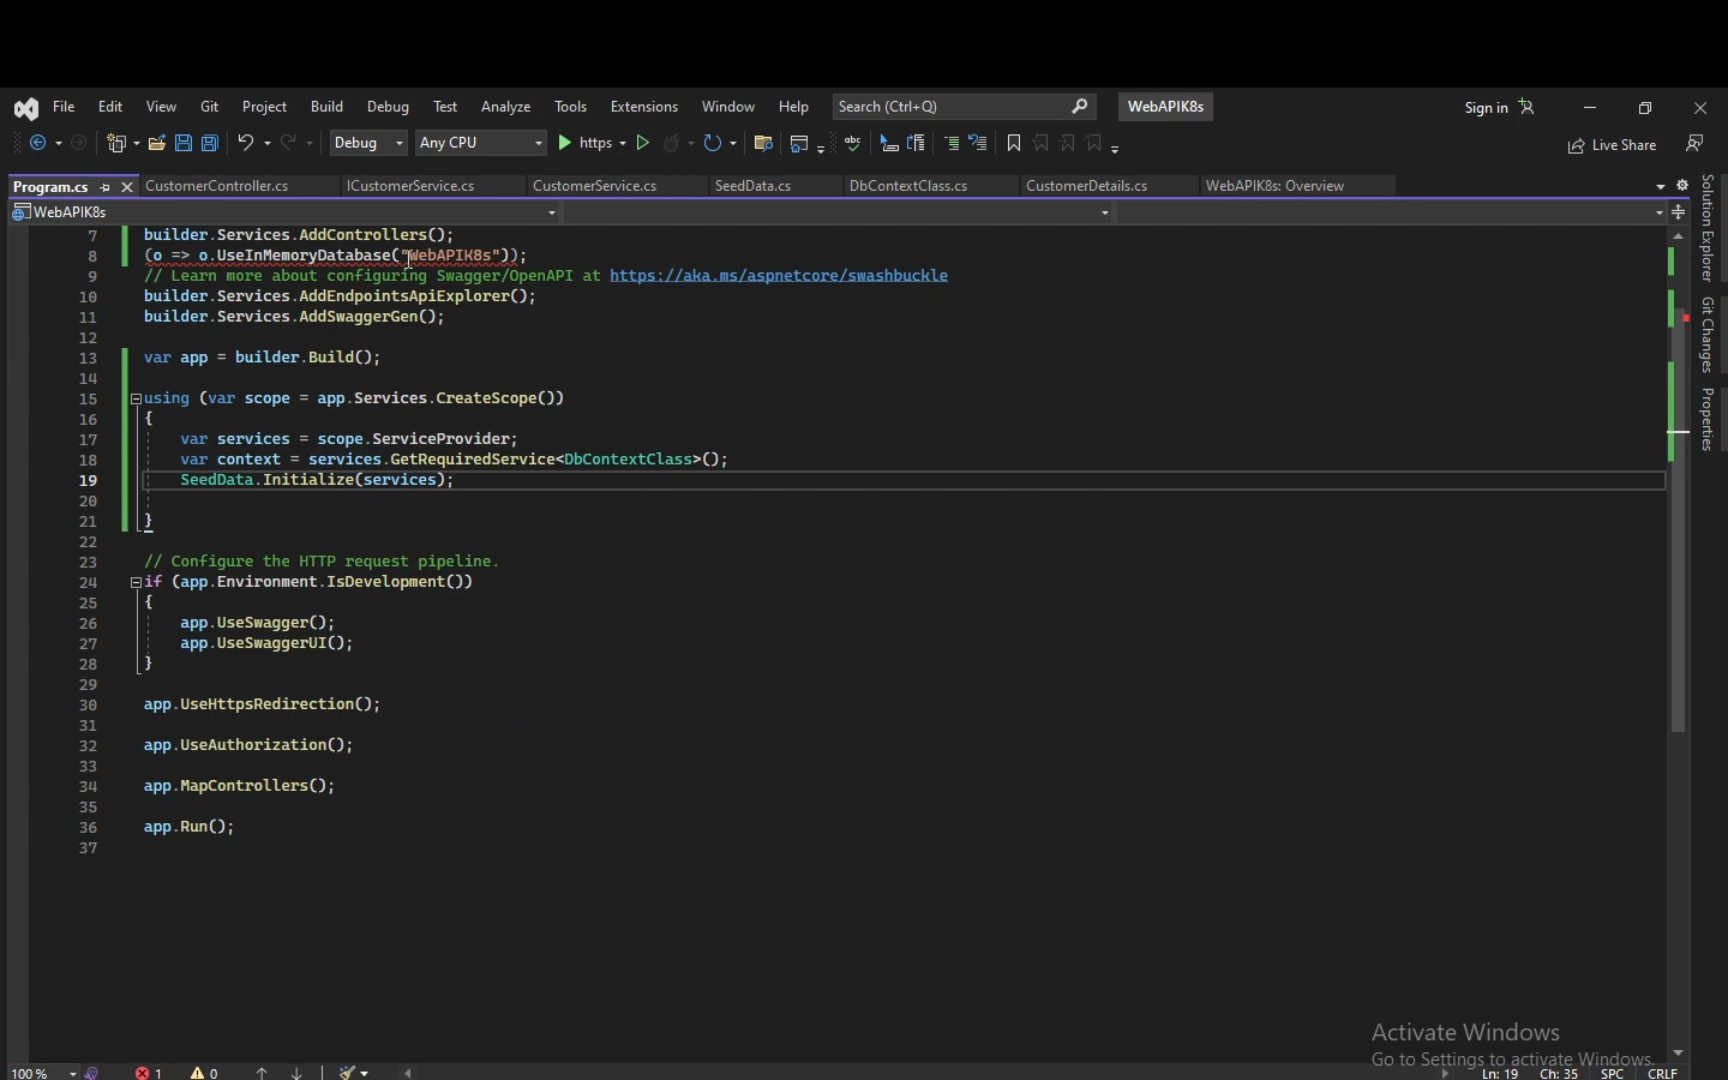 File Edit View Git Project Build Debug Test Analyze Tools Extensions Window Help Search (Ctrl+Q) WebAPIK8s Sign in
Debug Any CPU https Live Share
Program.cs CustomerController.cs ICustomerService.cs CustomerService.cs SeedData.cs DbContextClass.cs CustomerDetails.cs WebAPIK8s: Overview
WebAPIK8s
7 builder.Services.AddControllers();
8 (o => o.UseInMemoryDatabase("WebAPIK8s"));
9 // Learn more about configuring Swagger/OpenAPI at https://aka.ms/aspnetcore/swashbuckle
10 builder.Services.AddEndpointsApiExplorer();
11 builder.Services.AddSwaggerGen();
12
13 var app = builder.Build();
14
15 using (var scope = app.Services.CreateScope())
16 {
17 var services = scope.ServiceProvider;
18 var context = services.GetRequiredService<DbContextClass>();
19 SeedData.Initialize(services);
20
21 }
22
23 // Configure the HTTP request pipeline.
24 if (app.Environment.IsDevelopment())
25 {
26 app.UseSwagger();
27 app.UseSwaggerUI();
28 }
29
30 app.UseHttpsRedirection();
31
32 app.UseAuthorization();
33
34 app.MapControllers();
35
36 app.Run();
37
Solution Explorer
Git Changes
Properties
Activate Windows
Go to Settings to activate Windows.
100 % 1 0 Ln: 19 Ch: 35 SPC CRLF